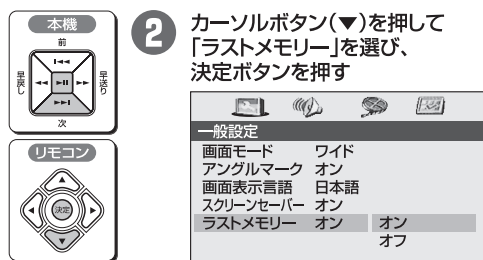 本機
前
早戻し
早送り
次
リモコン
決定
2
カーソルボタン(▼)を押して
「ラストメモリー」を選び、
決定ボタンを押す
一般設定
画面モード ワイド
アングルマーク オン
画面表示言語 日本語
スクリーンセーバー オン
ラストメモリー オン オン
オフ